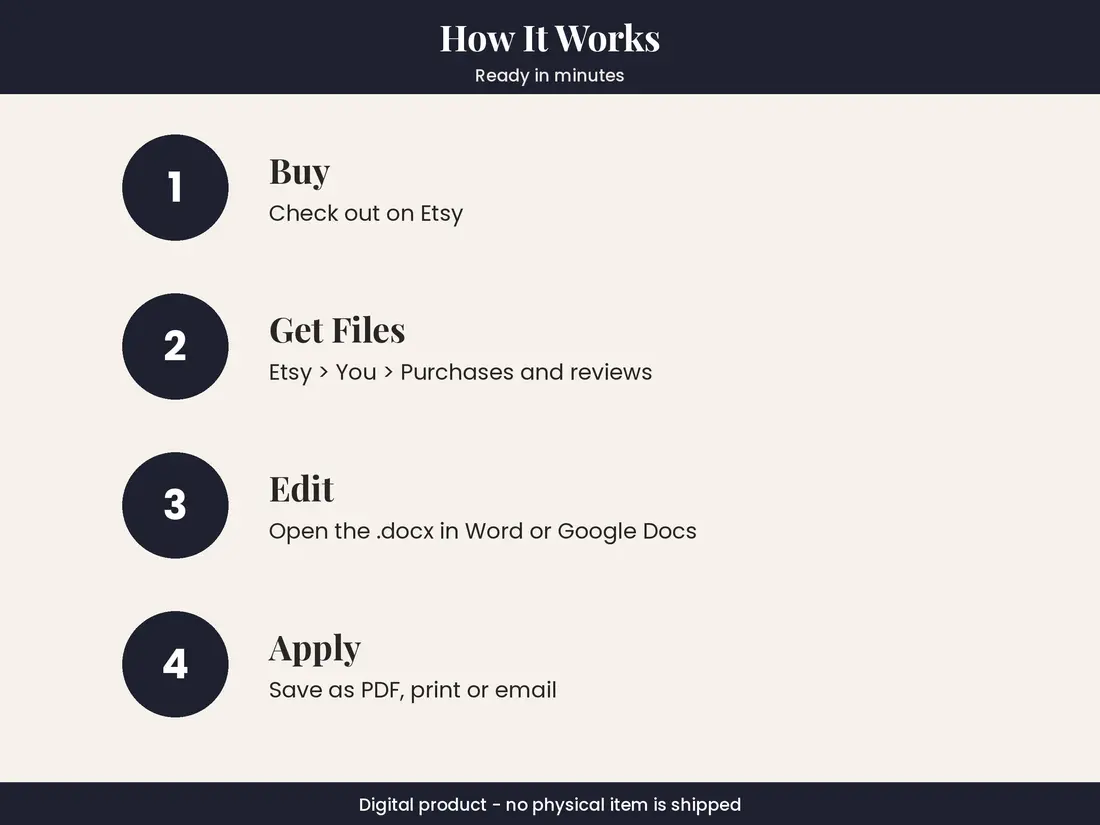 How It Works
Ready in minutes
1
Buy
Check out on Etsy
2
Get Files
Etsy > You > Purchases and reviews
3
Edit
Open the .docx in Word or Google Docs
4
Apply
Save as PDF, print or email
Digital product - no physical item is shipped